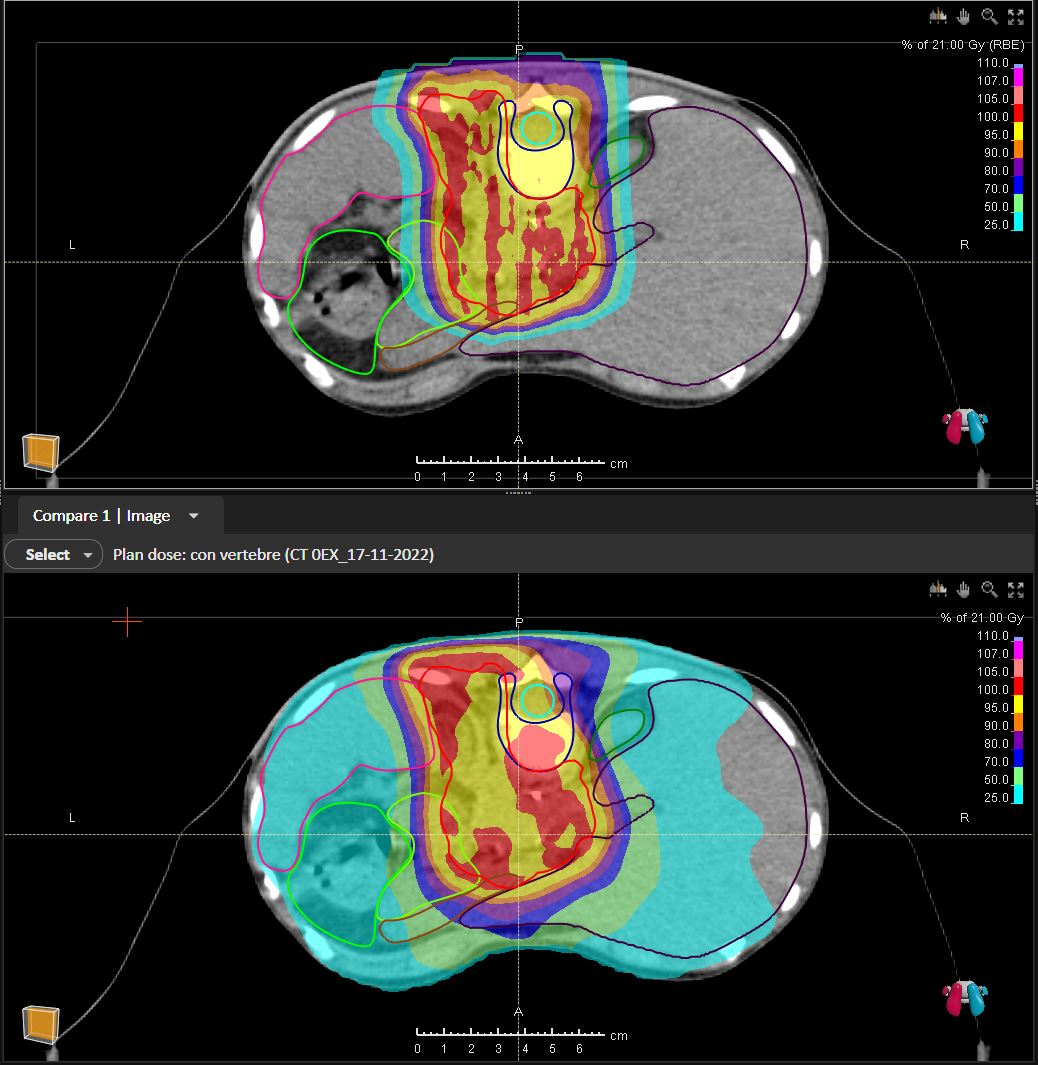 P
% of 21.00 Gy (RBE)
110.0
107.0
105.0
100.0
95.0
90.0
80.0
70.0
50.0
25.0
L
R
A
cm
0 1 2 3 4 5 6
Compare 1 | Image
Select
Plan dose: con vertebre (CT 0EX_17-11-2022)
P
% of 21.00 Gy
110.0
107.0
105.0
100.0
95.0
90.0
80.0
70.0
50.0
25.0
L
R
A
cm
0 1 2 3 4 5 6